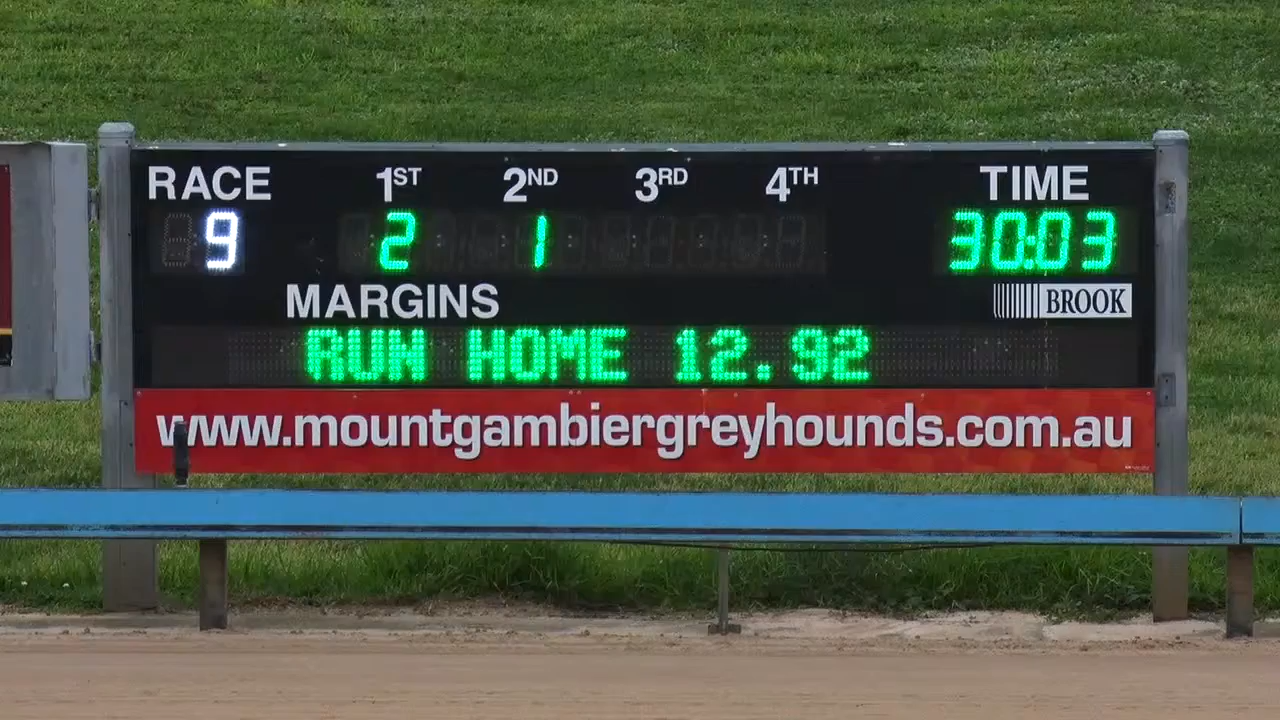 RACE 1ST 2ND 3RD 4TH TIME
9 2 1 30:03
MARGINS BROOK
RUN HOME 12.92
www.mountgambiergreyhounds.com.au